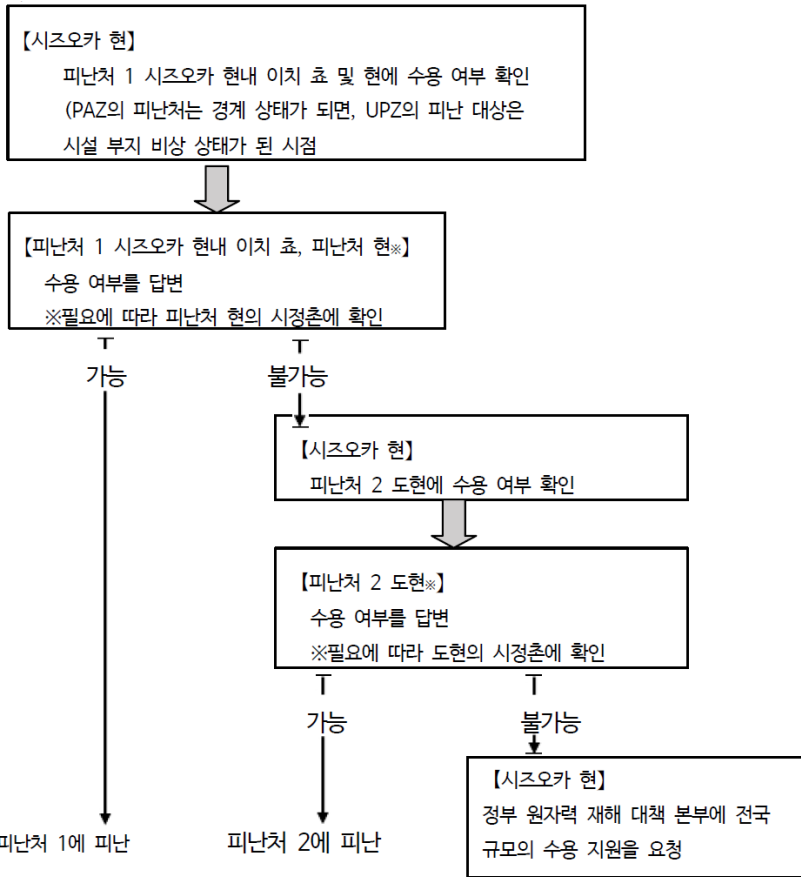 【시즈오카 현】
피난처 1 시즈오카 현내 이치 쵸 및 현에 수용 여부 확인
(PAZ의 피난처는 경계 상태가 되면, UPZ의 피난 대상은
시설 부지 비상 상태가 된 시점
【피난처 1 시즈오카 현내 이치 쵸, 피난처 현※】
수용 여부를 답변
※필요에 따라 피난처 현의 시정촌에 확인
가능
불가능
【시즈오카 현】
피난처 2 도현에 수용 여부 확인
【피난처 2 도현※】
수용 여부를 답변
※필요에 따라 도현의 시정촌에 확인
가능
불가능
【시즈오카 현】
정부 원자력 재해 대책 본부에 전국
규모의 수용 지원을 요청
피난처 1에 피난
피난처 2에 피난